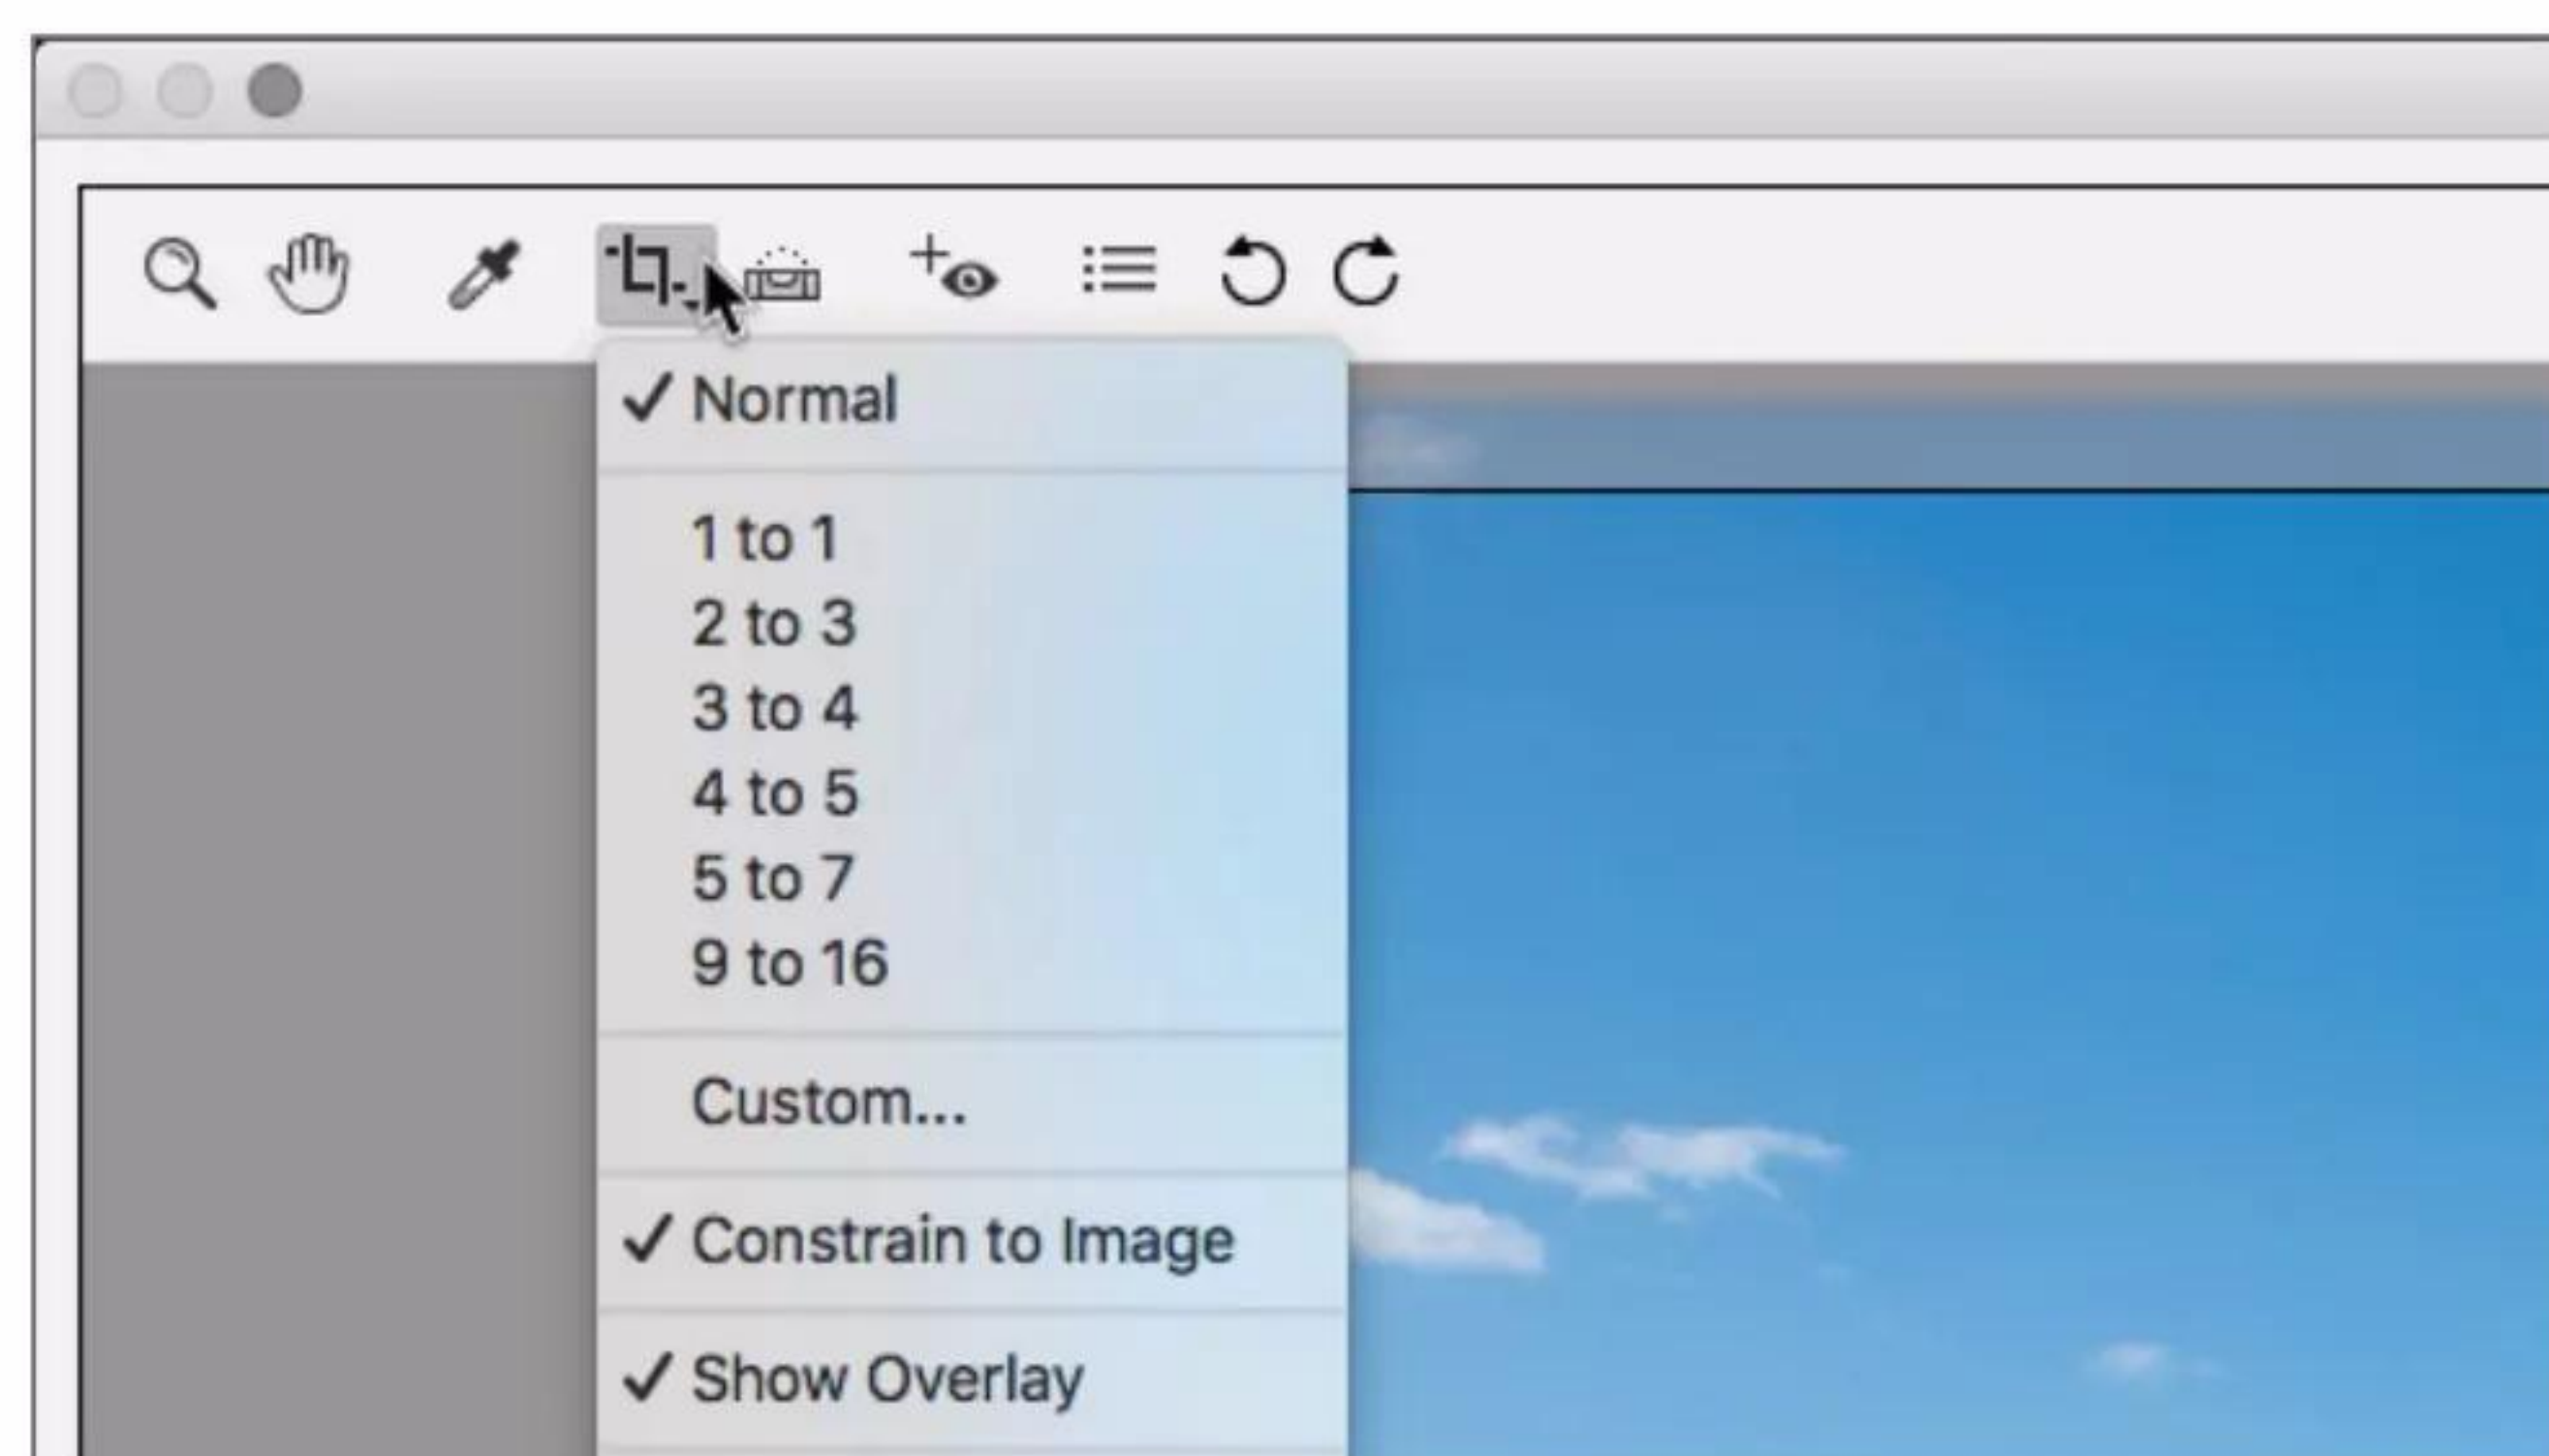 Normal
1 to 1
2 to 3
3 to 4
4 to 5
5 to 7
9 to 16
Custom...
Constrain to Image
Show Overlay